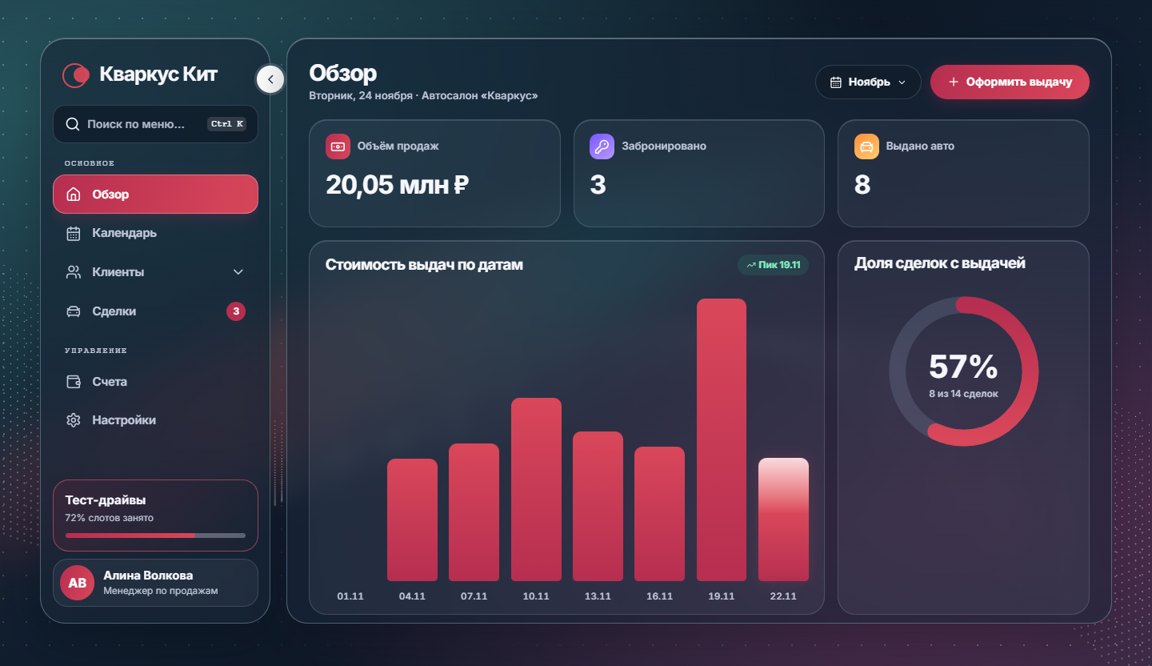 Кваркус Кит
Поиск по меню...
Ctrl K
ОСНОВНОЕ
Обзор
Календарь
Клиенты
Сделки
3
УПРАВЛЕНИЕ
Счета
Настройки
Тест-драйвы
72% слотов занято
АВ
Алина Волкова
Менеджер по продажам
Обзор
Вторник, 24 ноября · Автосалон «Кваркус»
Ноябрь
Оформить выдачу
Объём продаж
20,05 млн ₽
Забронировано
3
Выдано авто
8
Стоимость выдач по датам
Пик 19.11
01.11
04.11
07.11
10.11
13.11
16.11
19.11
22.11
Доля сделок с выдачей
57%
8 из 14 сделок